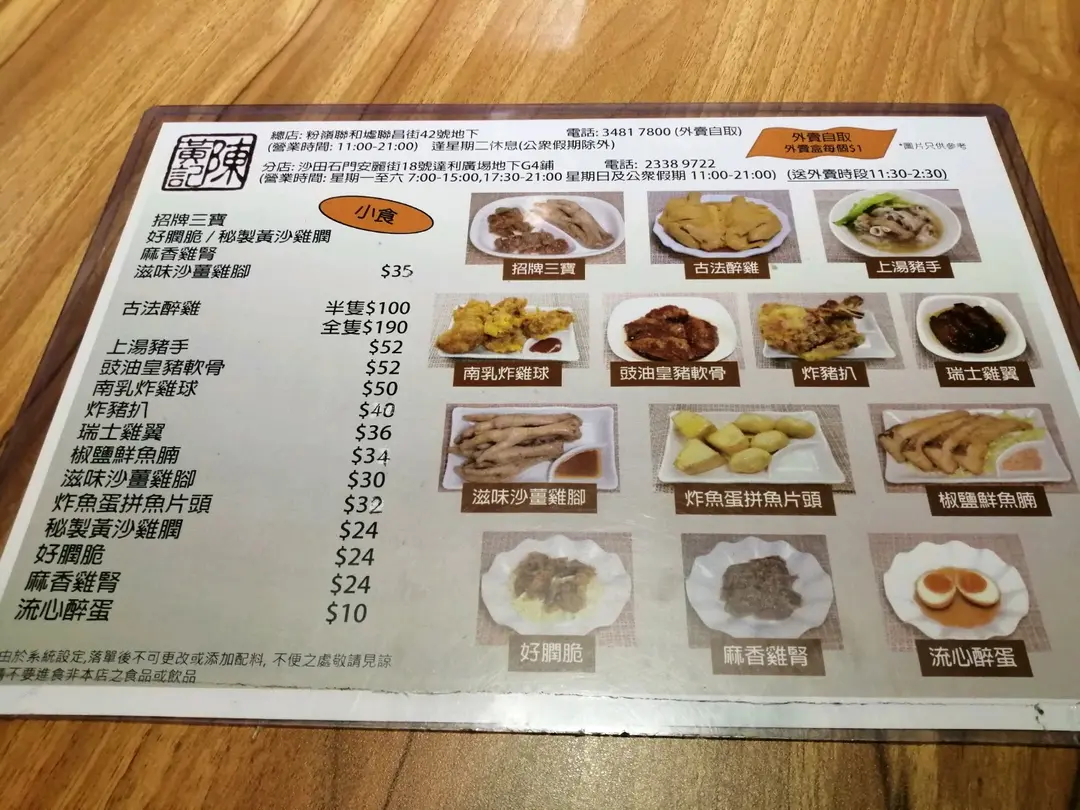 黃陳記
總店: 粉嶺聯和墟聯昌街42號地下 電話: 3481 7800 (外賣自取)
(營業時間: 11:00-21:00) 逢星期二休息(公眾假期除外)
分店: 沙田石門安麗街18號達利廣場地下G4舖 電話: 2338 9722
(營業時間: 星期一至六 7:00-15:00,17:30-21:00 星期日及公眾假期 11:00-21:00) (送外賣時段11:30-2:30)
外賣自取
外賣盒每個$1
*圖片只供參考
小食
招牌三寶
好膶脆 / 秘製黃沙雞膶
麻香雞腎
滋味沙薑雞腳 $35
古法醉雞 半隻$100
全隻$190
上湯豬手 $52
豉油皇豬軟骨 $52
南乳炸雞球 $50
炸豬扒 $40
瑞士雞翼 $36
椒鹽鮮魚腩 $34
滋味沙薑雞腳 $30
炸魚蛋拼魚片頭 $32
秘製黃沙雞膶 $24
好膶脆 $24
麻香雞腎 $24
流心醉蛋 $10
由於系統設定,落單後不可更改或添加配料, 不便之處敬請見諒
請不要進食非本店之食品或飲品
招牌三寶 古法醉雞 上湯豬手
南乳炸雞球 豉油皇豬軟骨 炸豬扒 瑞士雞翼
滋味沙薑雞腳 炸魚蛋拼魚片頭 椒鹽鮮魚腩
好膶脆 麻香雞腎 流心醉蛋